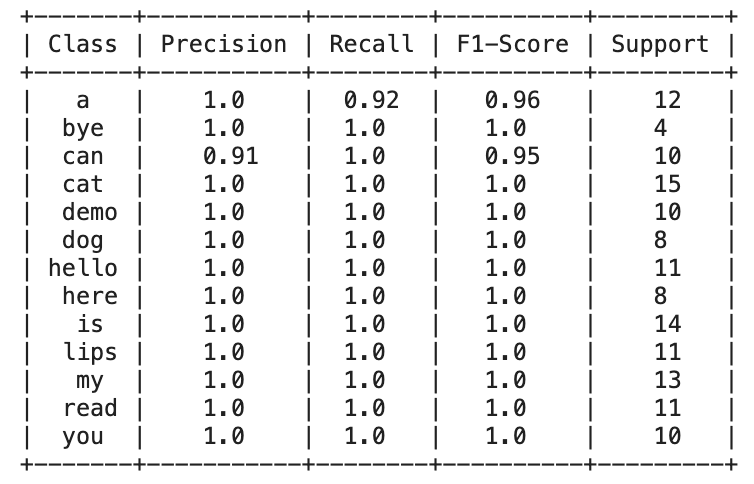 +-------+-----------+--------+----------+---------+
| Class | Precision | Recall | F1-Score | Support |
+-------+-----------+--------+----------+---------+
|   a   |    1.0    |  0.92  |   0.96   |    12   |
|  bye  |    1.0    |  1.0   |   1.0    |    4    |
|  can  |    0.91   |  1.0   |   0.95   |    10   |
|  cat  |    1.0    |  1.0   |   1.0    |    15   |
|  demo |    1.0    |  1.0   |   1.0    |    10   |
|  dog  |    1.0    |  1.0   |   1.0    |    8    |
| hello |    1.0    |  1.0   |   1.0    |    11   |
|  here |    1.0    |  1.0   |   1.0    |    8    |
|   is  |    1.0    |  1.0   |   1.0    |    14   |
|  lips |    1.0    |  1.0   |   1.0    |    11   |
|   my  |    1.0    |  1.0   |   1.0    |    13   |
|  read |    1.0    |  1.0   |   1.0    |    11   |
|  you  |    1.0    |  1.0   |   1.0    |    10   |
+-------+-----------+--------+----------+---------+